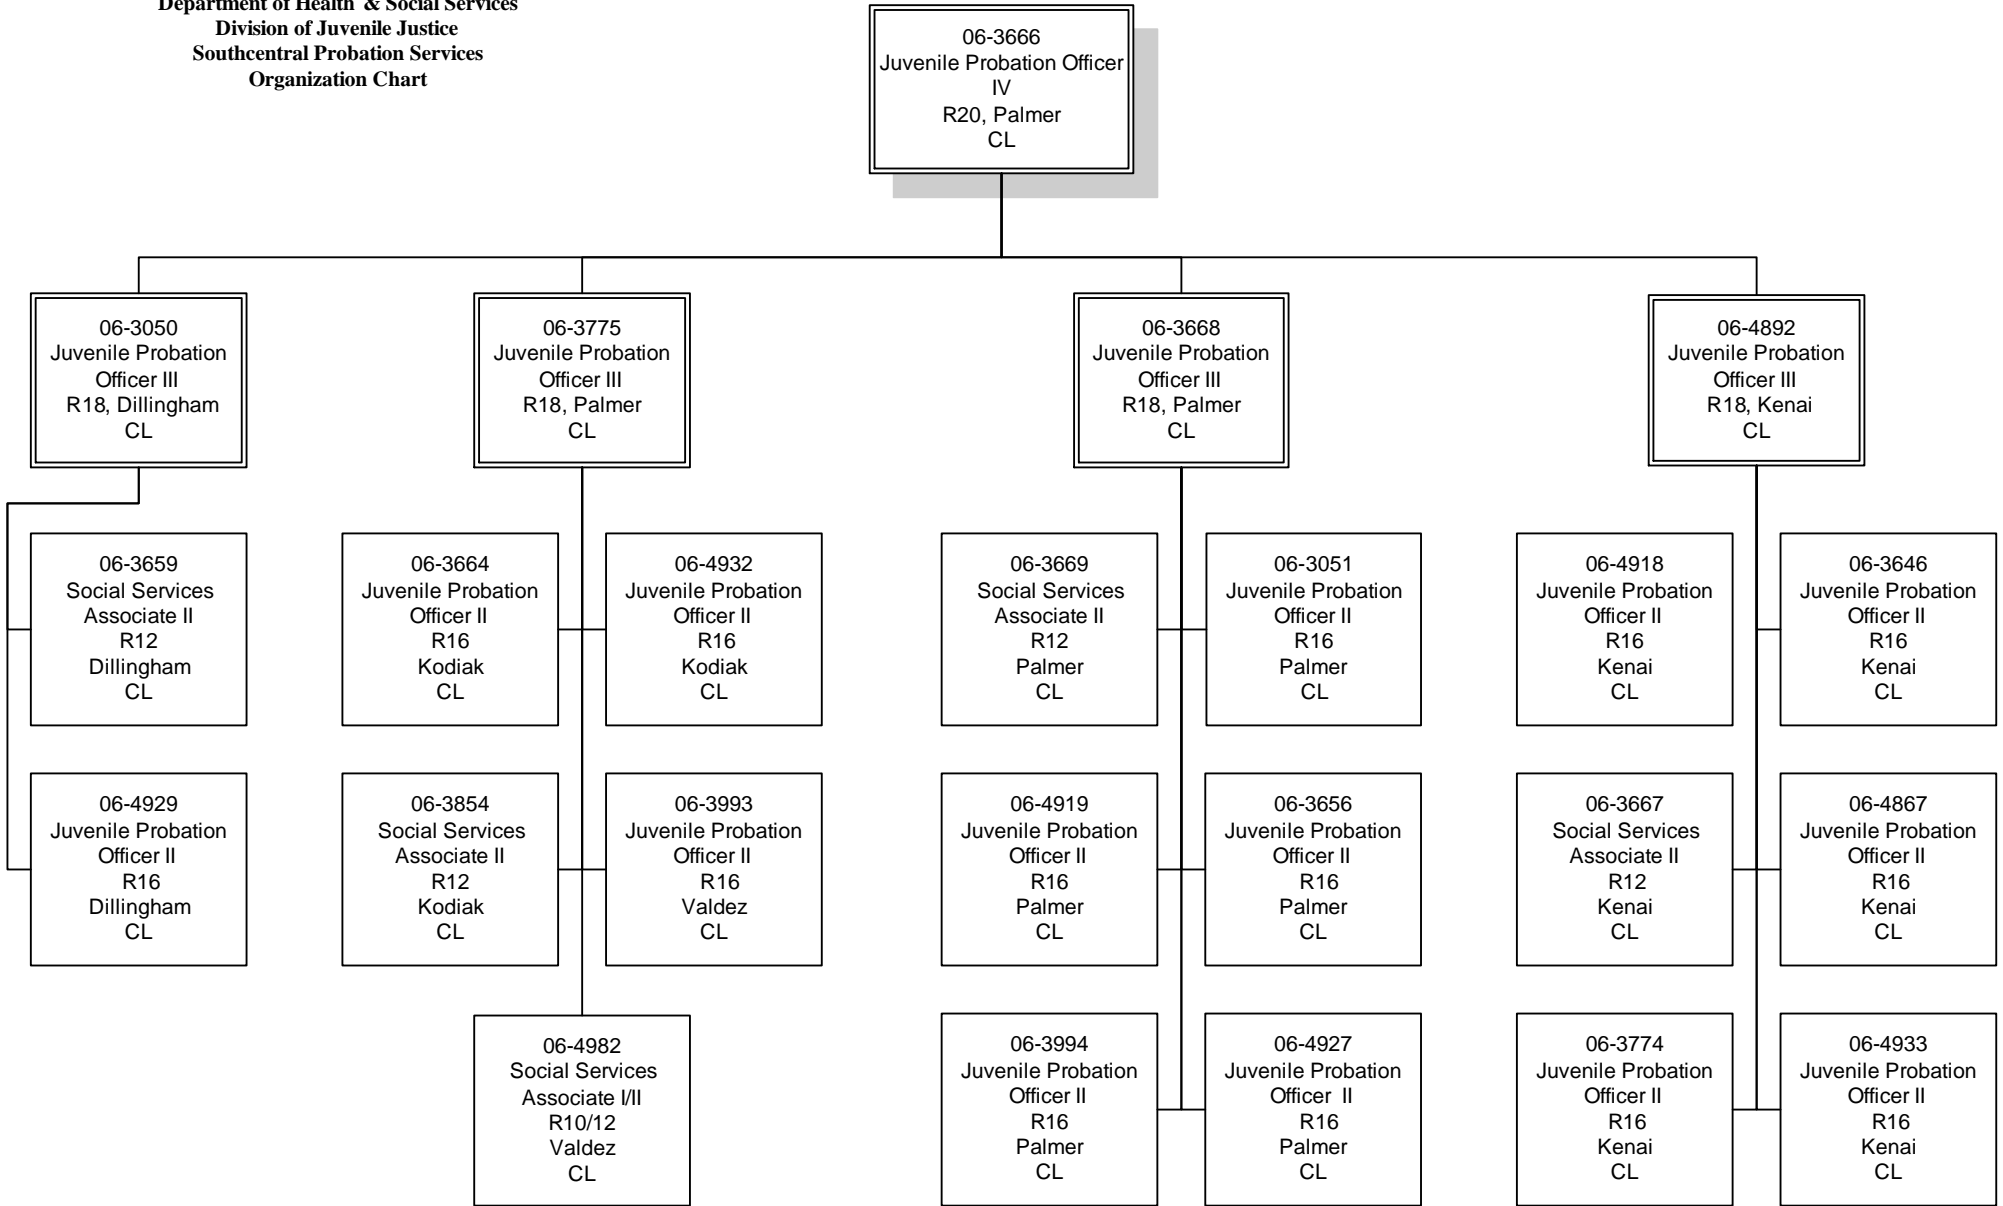 Department of Health & Social Services
Division of Juvenile Justice
Southcentral Probation Services
Organization Chart
06-3666
Juvenile Probation Officer
IV
R20, Palmer
CL
06-3050
Juvenile Probation
Officer III
R18, Dillingham
CL
06-3775
Juvenile Probation
Officer III
R18, Palmer
CL
06-3668
Juvenile Probation
Officer III
R18, Palmer
CL
06-4892
Juvenile Probation
Officer III
R18, Kenai
CL
06-3659
Social Services
Associate II
R12
Dillingham
CL
06-3664
Juvenile Probation
Officer II
R16
Kodiak
CL
06-4932
Juvenile Probation
Officer II
R16
Kodiak
CL
06-3669
Social Services
Associate II
R12
Palmer
CL
06-3051
Juvenile Probation
Officer II
R16
Palmer
CL
06-4918
Juvenile Probation
Officer II
R16
Kenai
CL
06-3646
Juvenile Probation
Officer II
R16
Kenai
CL
06-4929
Juvenile Probation
Officer II
R16
Dillingham
CL
06-3854
Social Services
Associate II
R12
Kodiak
CL
06-3993
Juvenile Probation
Officer II
R16
Valdez
CL
06-4919
Juvenile Probation
Officer II
R16
Palmer
CL
06-3656
Juvenile Probation
Officer II
R16
Palmer
CL
06-3667
Social Services
Associate II
R12
Kenai
CL
06-4867
Juvenile Probation
Officer II
R16
Kenai
CL
06-4982
Social Services
Associate I/II
R10/12
Valdez
CL
06-3994
Juvenile Probation
Officer II
R16
Palmer
CL
06-4927
Juvenile Probation
Officer II
R16
Palmer
CL
06-3774
Juvenile Probation
Officer II
R16
Kenai
CL
06-4933
Juvenile Probation
Officer II
R16
Kenai
CL